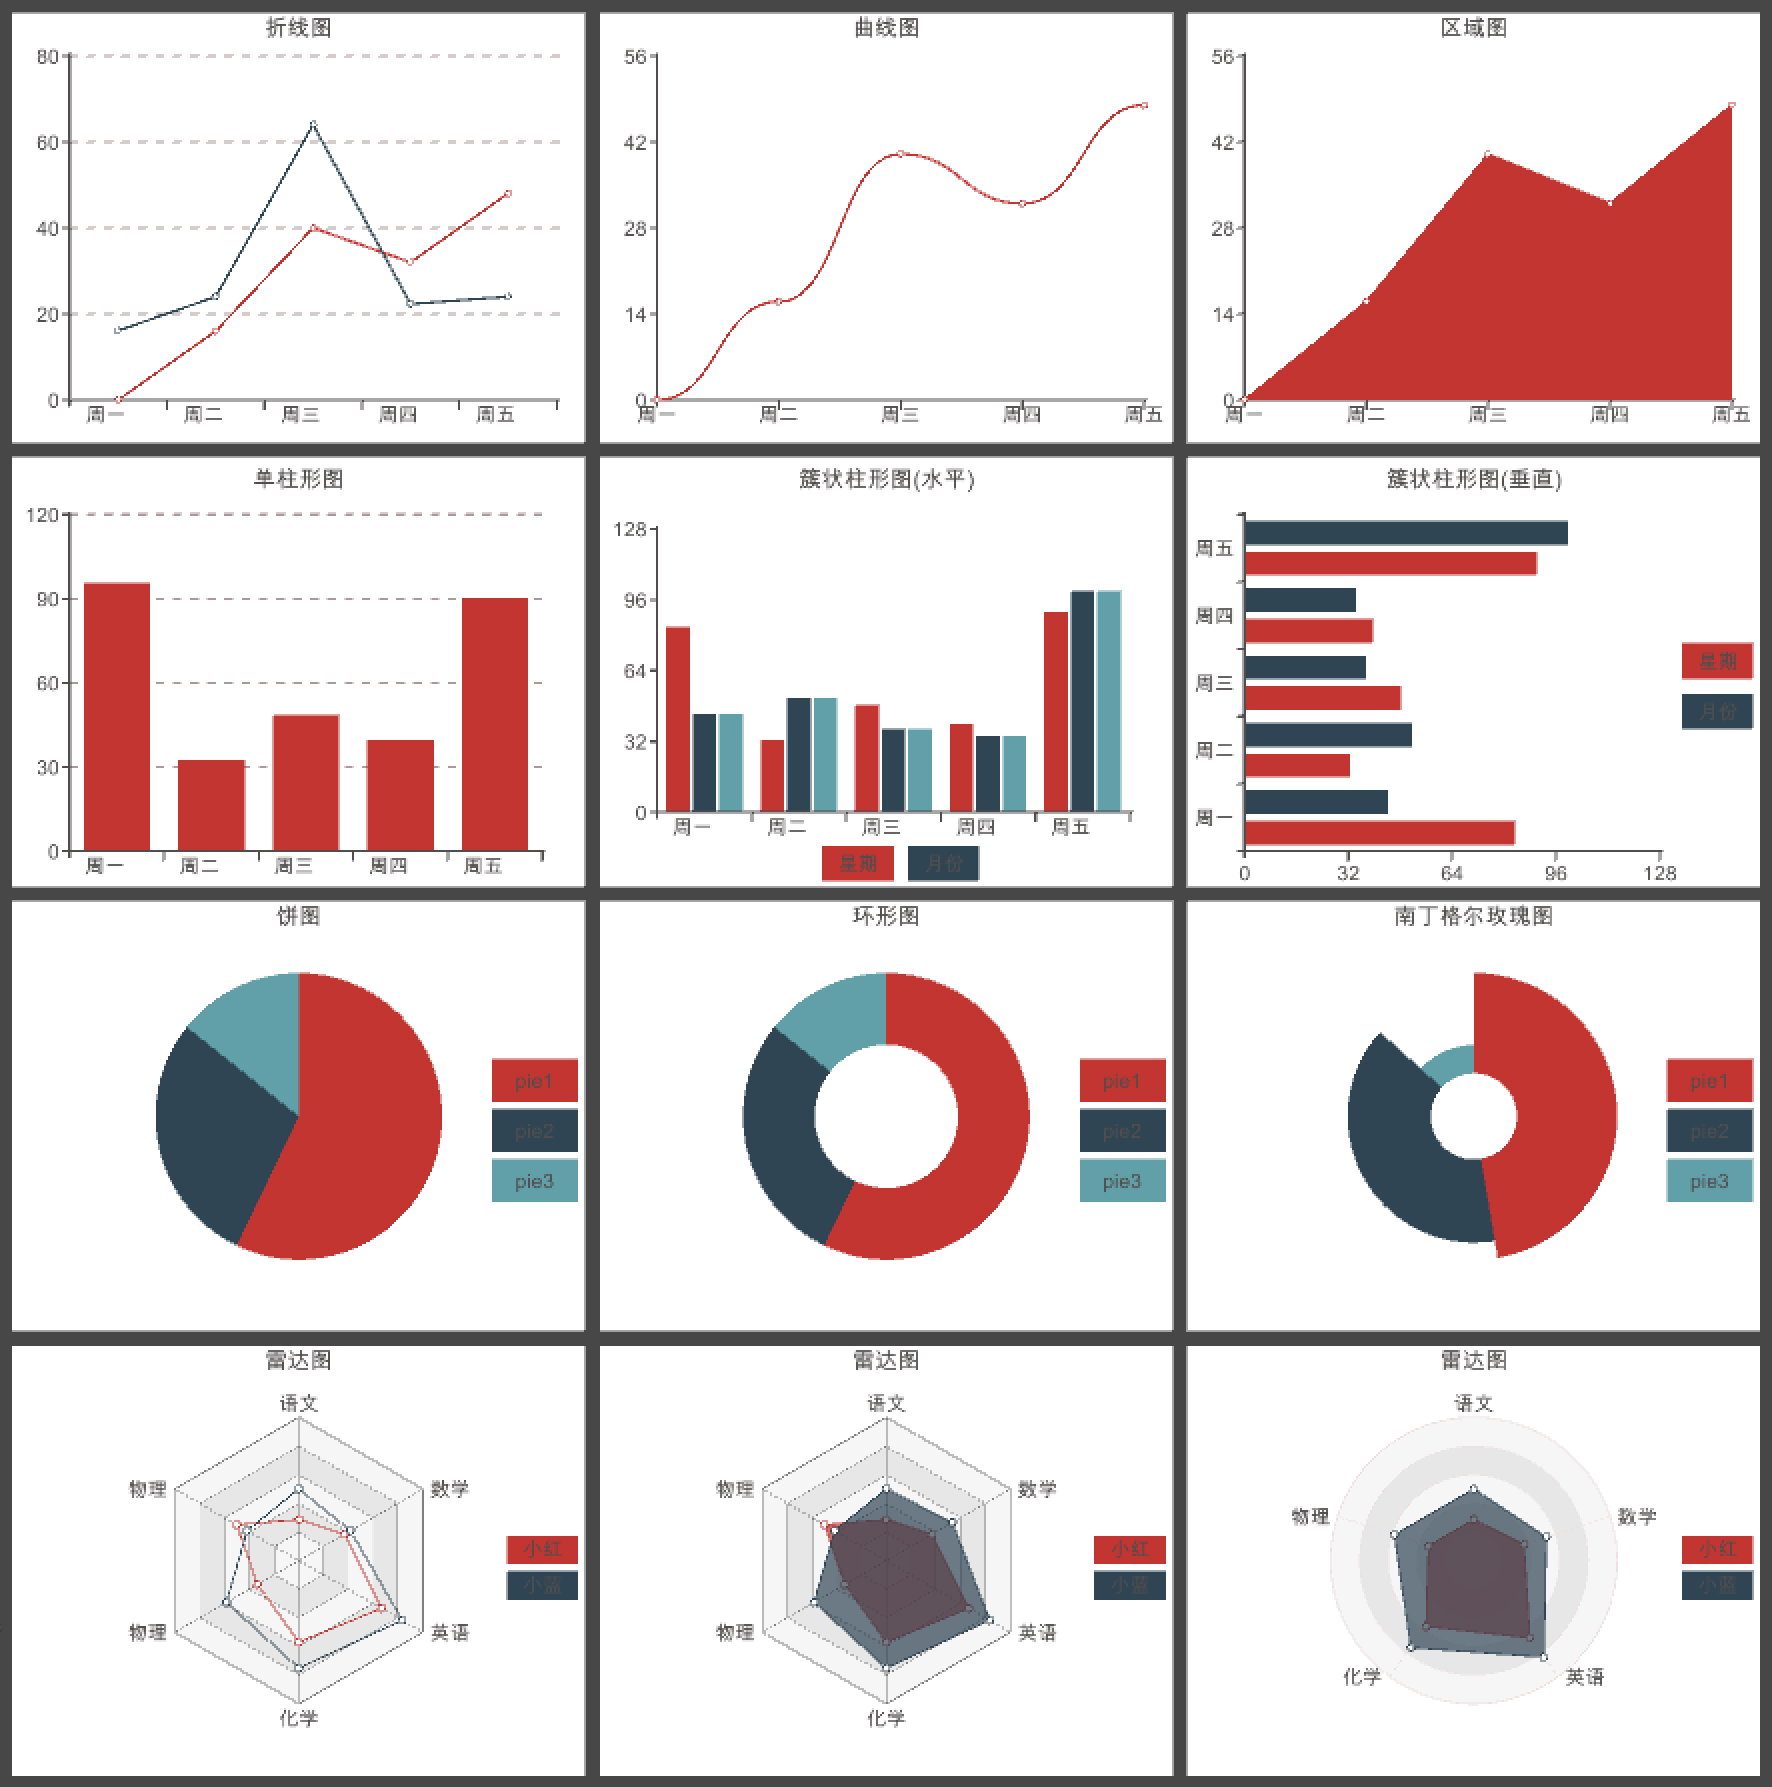 折线图
80
60
40
20
0
周一 周二 周三 周四 周五
曲线图
56
42
28
14
0
周一 周二 周三 周四 周五
区域图
56
42
28
14
0
周一 周二 周三 周四 周五
单柱形图
120
90
60
30
0
周一 周二 周三 周四 周五
簇状柱形图(水平)
128
96
64
32
0
周一 周二 周三 周四 周五
星期 月份
簇状柱形图(垂直)
周五
周四
周三
周二
周一
0 32 64 96 128
星期
月份
饼图
pie1
pie2
pie3
环形图
pie1
pie2
pie3
南丁格尔玫瑰图
pie1
pie2
pie3
雷达图
语文
物理 数学
物理 英语
化学
小红
小蓝
雷达图
语文
物理 数学
物理 英语
化学
小红
小蓝
雷达图
语文
物理 数学
化学 英语
小红
小蓝